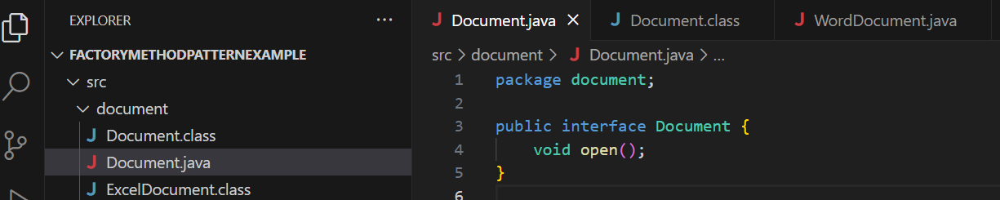 EXPLORER ...
FACTORYMETHODPATTERNEXAMPLE
src
document
Document.class
Document.java
ExcelDocument.class
Document.java Document.class WordDocument.java
src > document > Document.java > ...
1 package document;
2
3 public interface Document {
4 void open();
5 }
6